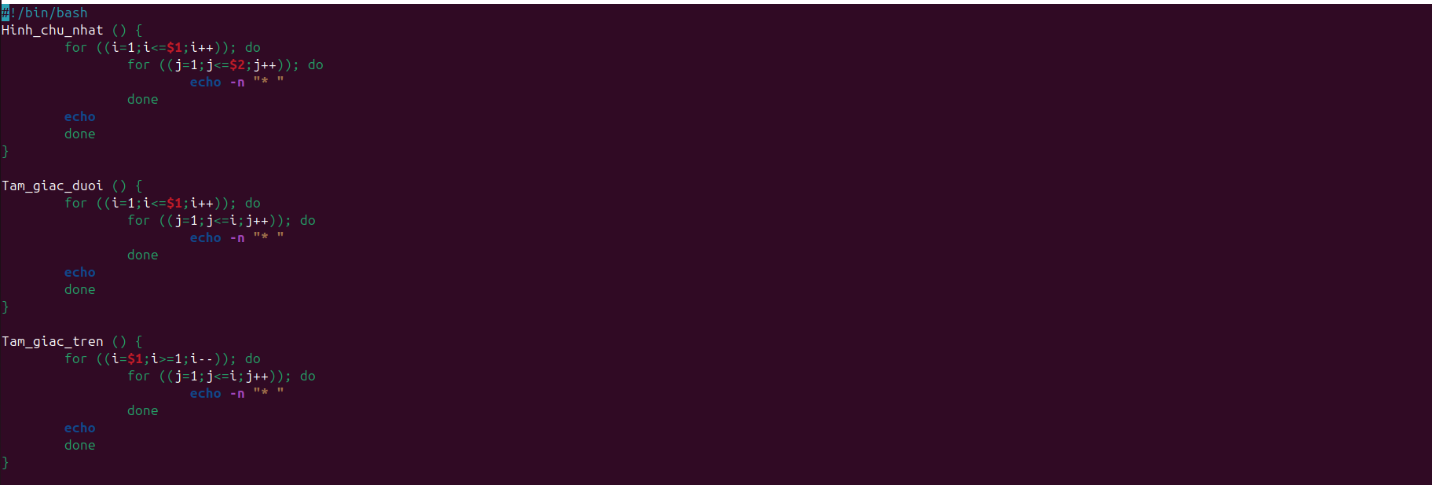 #!/bin/bash
Hinh_chu_nhat () {
        for ((i=1;i<=$1;i++)); do
                for ((j=1;j<=$2;j++)); do
                        echo -n "* "
                done
        echo
        done
}

Tam_giac_duoi () {
        for ((i=1;i<=$1;i++)); do
                for ((j=1;j<=i;j++)); do
                        echo -n "* "
                done
        echo
        done
}

Tam_giac_tren () {
        for ((i=$1;i>=1;i--)); do
                for ((j=1;j<=i;j++)); do
                        echo -n "* "
                done
        echo
        done
}